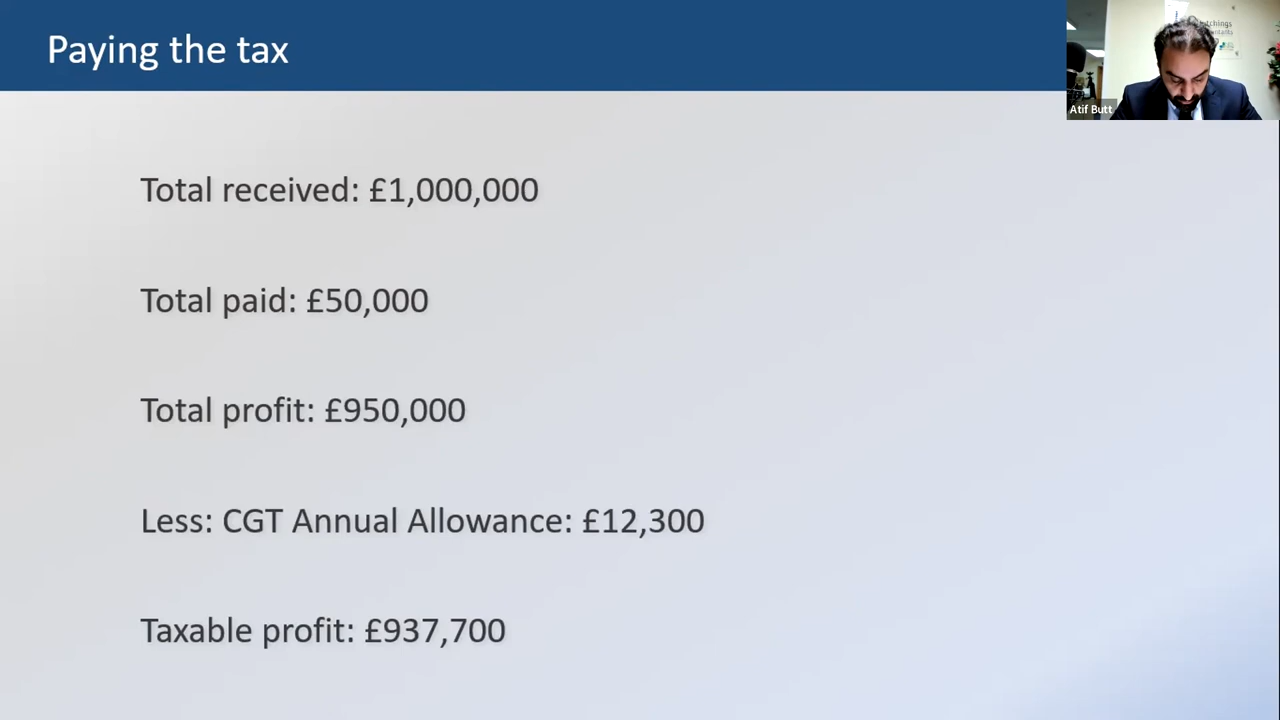 Paying the tax
Atif Butt
Total received: £1,000,000
Total paid: £50,000
Total profit: £950,000
Less: CGT Annual Allowance: £12,300
Taxable profit: £937,700